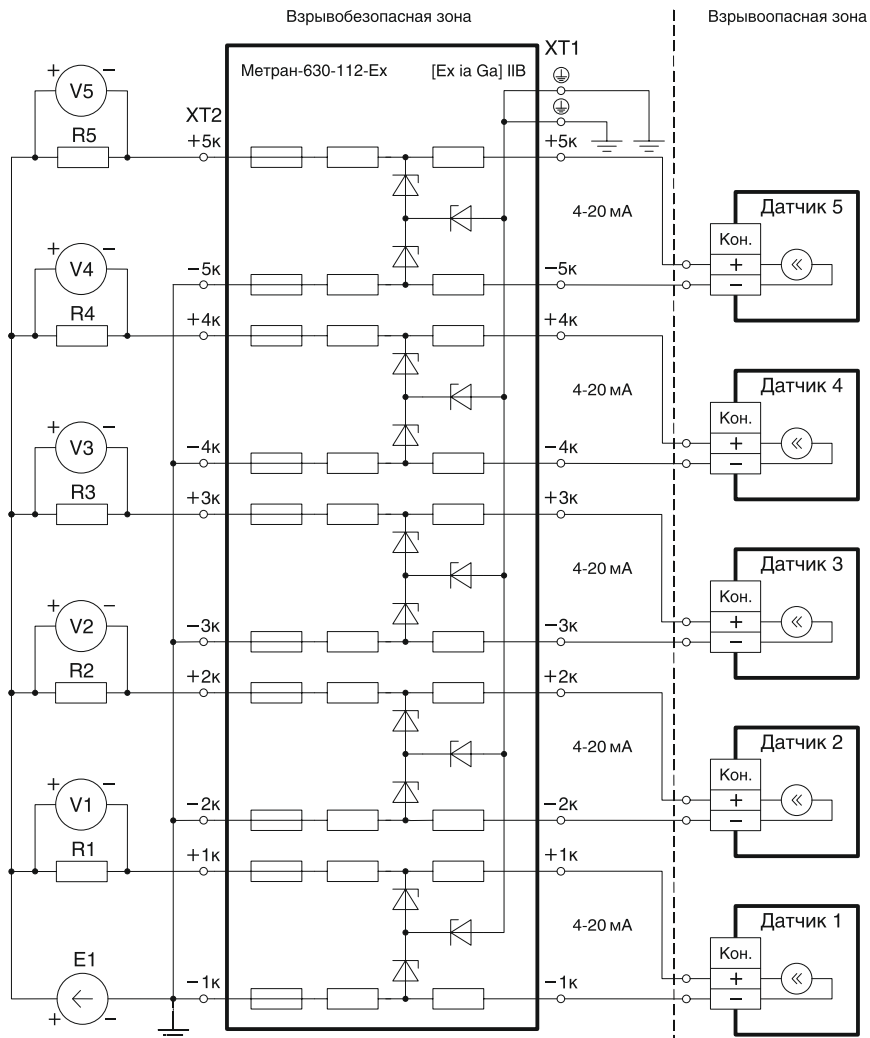 Взрывобезопасная зона
Взрывоопасная зона
Метран-630-112-Ex
[Ex ia Ga] IIB
XT1
XT2
+ −
V5
R5
+5к
+5к
4-20 мА
Датчик 5
Кон.
+
−
−5к
−5к
+ −
V4
R4
+4к
+4к
4-20 мА
Датчик 4
Кон.
+
−
−4к
−4к
+ −
V3
R3
+3к
+3к
4-20 мА
Датчик 3
Кон.
+
−
−3к
−3к
+ −
V2
R2
+2к
+2к
4-20 мА
Датчик 2
Кон.
+
−
−2к
−2к
+ −
V1
R1
+1к
+1к
4-20 мА
Датчик 1
Кон.
+
−
E1
+ −
−1к
−1к